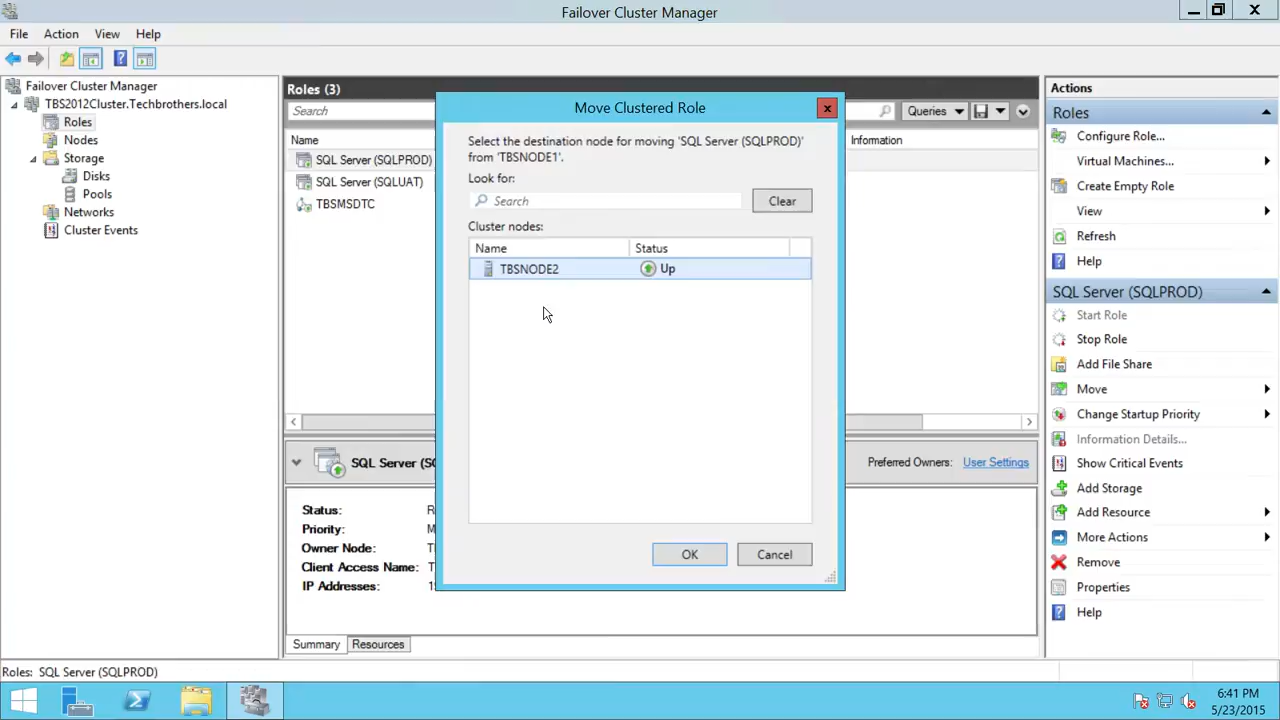 Failover Cluster Manager
File Action View Help
Failover Cluster Manager
TBS2012Cluster.Techbrothers.local
Roles
Nodes
Storage
Disks
Pools
Networks
Cluster Events
Roles (3)
Search
Queries
Name
Information
SQL Server (SQLPROD)
SQL Server (SQLUAT)
TBSMSDTC
Move Clustered Role
Select the destination node for moving 'SQL Server (SQLPROD)'
from 'TBSNODE1'.
Look for:
Search
Clear
Cluster nodes:
Name Status
TBSNODE2 Up
OK Cancel
SQL Server (SQ
Preferred Owners: User Settings
Status: R
Priority: M
Owner Node:
Client Access Name: T
IP Addresses:
Summary Resources
Actions
Roles
Configure Role...
Virtual Machines...
Create Empty Role
View
Refresh
Help
SQL Server (SQLPROD)
Start Role
Stop Role
Add File Share
Move
Change Startup Priority
Information Details...
Show Critical Events
Add Storage
Add Resource
More Actions
Remove
Properties
Help
Roles: SQL Server (SQLPROD)
6:41 PM
5/23/2015